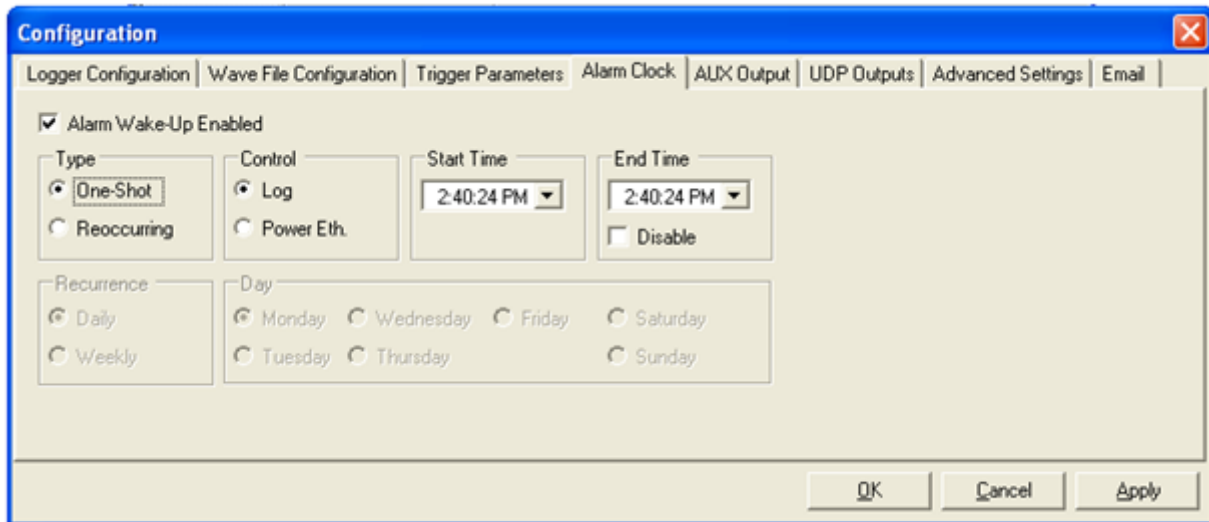 Configuration
Logger Configuration Wave File Configuration Trigger Parameters Alarm Clock AUX Output UDP Outputs Advanced Settings Email
Alarm Wake-Up Enabled
Type Control Start Time End Time
One-Shot Log 2:40:24 PM 2:40:24 PM
Reoccurring Power Eth. Disable
Recurrence Day
Daily Monday Wednesday Friday Saturday
Weekly Tuesday Thursday Sunday
OK Cancel Apply